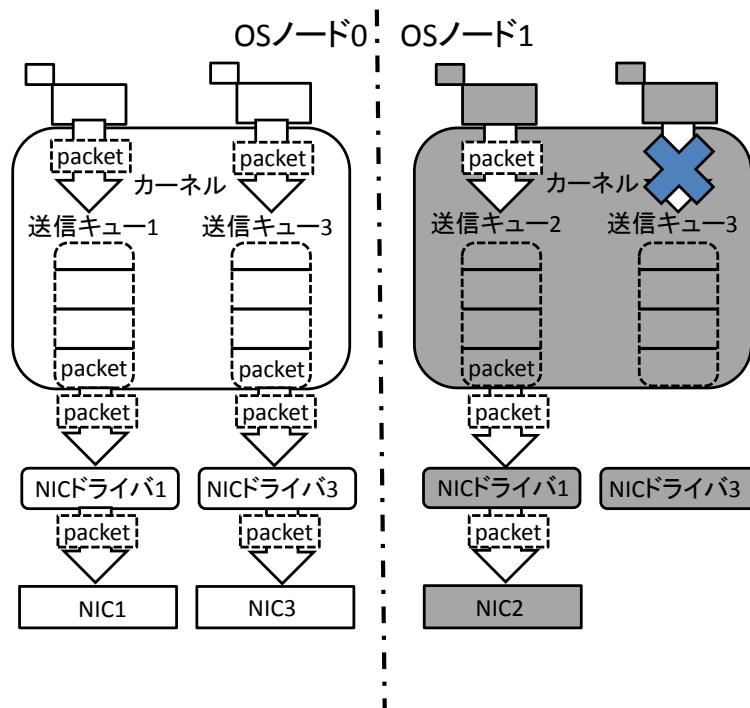 OSノード0
OSノード1
packet
packet
packet
カーネル
カーネル
送信キュー1
送信キュー3
送信キュー2
送信キュー3
packet
packet
packet
packet
packet
packet
NICドライバ1
NICドライバ3
NICドライバ1
NICドライバ3
packet
packet
packet
NIC1
NIC3
NIC2